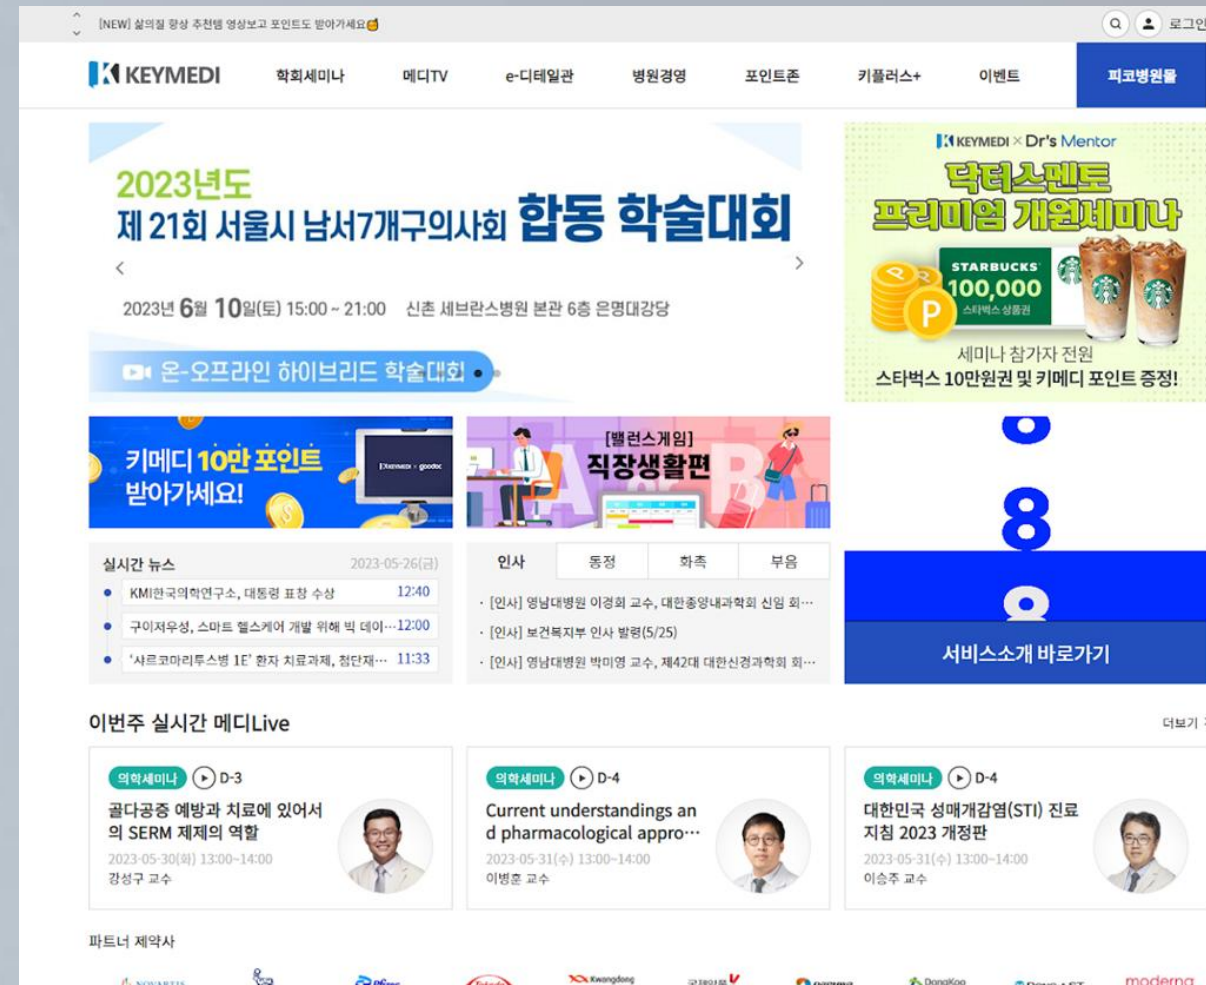 [NEW] 삶의질 향상 추천템 영상보고 포인트도 받아가세요
로그인
KEYMEDI
학회세미나
메디TV
e-디테일관
병원경영
포인트존
키플러스+
이벤트
피코병원몰
2023년도
제 21회 서울시 남서7개구의사회 합동 학술대회
2023년 6월 10일(토) 15:00 ~ 21:00 신촌 세브란스병원 본관 6층 은명대강당
온-오프라인 하이브리드 학술대회
KEYMEDI × Dr's Mentor
닥터스멘토
프리미엄 개원세미나
STARBUCKS
100,000
스타벅스 상품권
세미나 참가자 전원
스타벅스 10만원권 및 키메디 포인트 증정!
키메디 10만 포인트
받아가세요!
KEYMEDI × goodoc
[밸런스게임]
직장생활편
A or B
8
서비스소개 바로가기
실시간 뉴스 2023-05-26(금)
KMI한국의학연구소, 대통령 표창 수상 12:40
구이저우성, 스마트 헬스케어 개발 위해 빅 데이… 12:00
‘샤르코마리투스병 1E’ 환자 치료과제, 첨단재… 11:33
인사 동정 화촉 부음
· [인사] 영남대병원 이경희 교수, 대한종양내과학회 신임 회…
· [인사] 보건복지부 인사 발령(5/25)
· [인사] 영남대병원 박미영 교수, 제42대 대한신경과학회 회…
이번주 실시간 메디Live
더보기
의학세미나 D-3
골다공증 예방과 치료에 있어서
의 SERM 제제의 역할
2023-05-30(화) 13:00~14:00
강성구 교수
의학세미나 D-4
Current understandings an
d pharmacological appro…
2023-05-31(수) 13:00~14:00
이병훈 교수
의학세미나 D-4
대한민국 성매개감염(STI) 진료
지침 2023 개정판
2023-05-31(수) 13:00~14:00
이승주 교수
파트너 제약사
NOVARTIS
Pfizer
Takeda
Kwangdong
국제약품
DongKoo
moderna